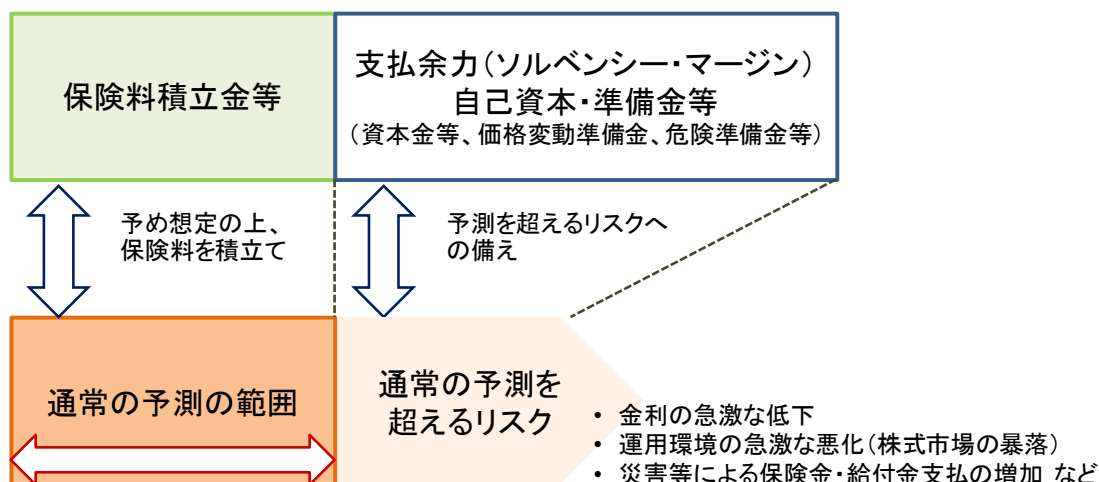 保険料積立金等
支払余力(ソルベンシー・マージン)
自己資本・準備金等
(資本金等、価格変動準備金、危険準備金等)
予め想定の上、
保険料を積立て
予測を超えるリスクへ
の備え
通常の予測の範囲
通常の予測を
超えるリスク
• 金利の急激な低下
• 運用環境の急激な悪化(株式市場の暴落)
• 災害等による保険金・給付金支払の増加 など